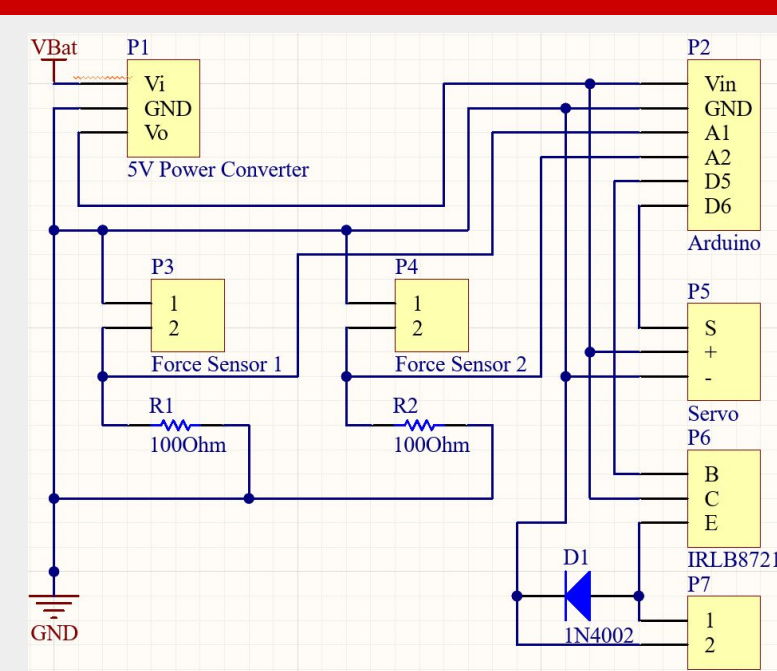 VBat
P1
Vi
GND
Vo
5V Power Converter
P2
Vin
GND
A1
A2
D5
D6
Arduino
P3
1
2
Force Sensor 1
P4
1
2
Force Sensor 2
R1
100Ohm
R2
100Ohm
P5
S
+
-
Servo
P6
B
C
E
IRLB8721
D1
1N4002
P7
1
2
GND